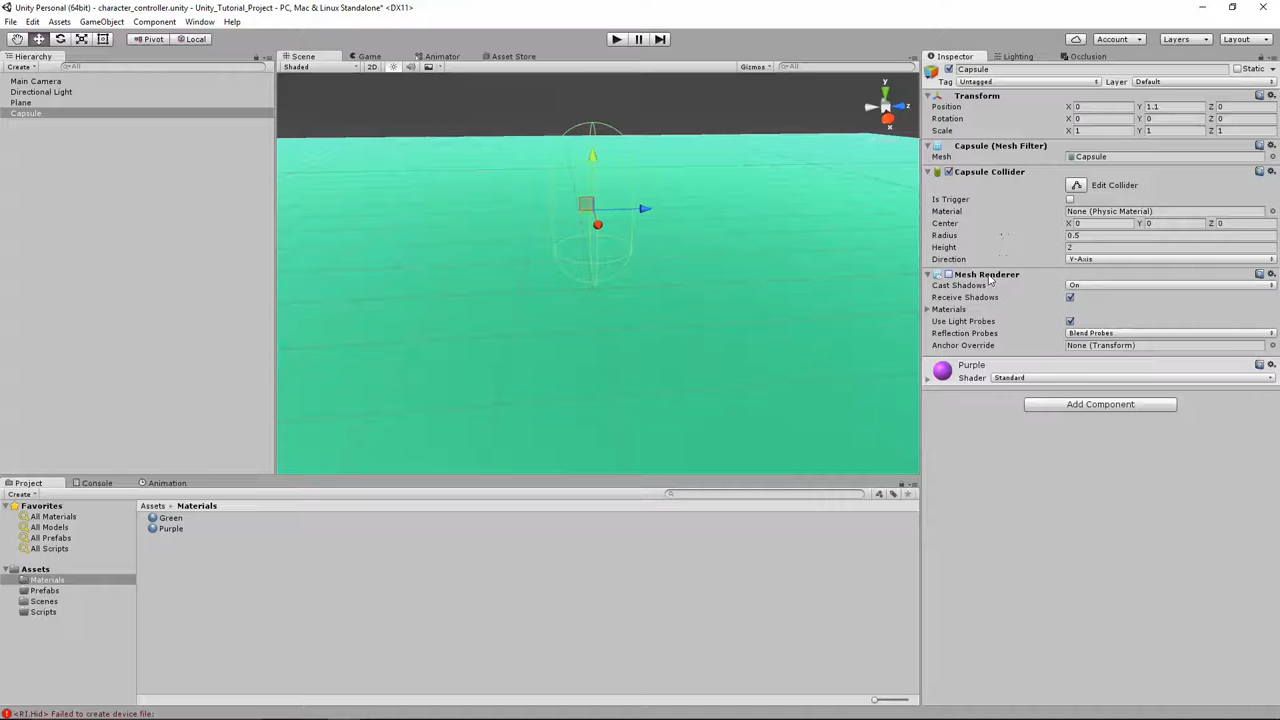 Unity Personal (64bit) - character_controller.unity - Unity_Tutorial_Project - PC, Mac & Linux Standalone* <DX11>
File Edit Assets GameObject Component Window Help
Pivot Local Account Layers Layout
Hierarchy
Create All
Main Camera
Directional Light
Plane
Capsule
Scene Game Animator Asset Store
Shaded 2D Gizmos All
y
z
x
Inspector Lighting Occlusion
Capsule Static
Tag Untagged Layer Default
Transform
Position X 0 Y 1.1 Z 0
Rotation X 0 Y 0 Z 0
Scale X 1 Y 1 Z 1
Capsule (Mesh Filter)
Mesh Capsule
Capsule Collider
Edit Collider
Is Trigger
Material None (Physic Material)
Center X 0 Y 0 Z 0
Radius 0.5
Height 2
Direction Y-Axis
Mesh Renderer
Cast Shadows On
Receive Shadows
Materials
Use Light Probes
Reflection Probes Blend Probes
Anchor Override None (Transform)
Purple
Shader Standard
Add Component
Project Console Animation
Create
Favorites
All Materials
All Models
All Prefabs
All Scripts
Assets
Materials
Prefabs
Scenes
Scripts
Assets Materials
Green
Purple
<RI.Hid> Failed to create device file: